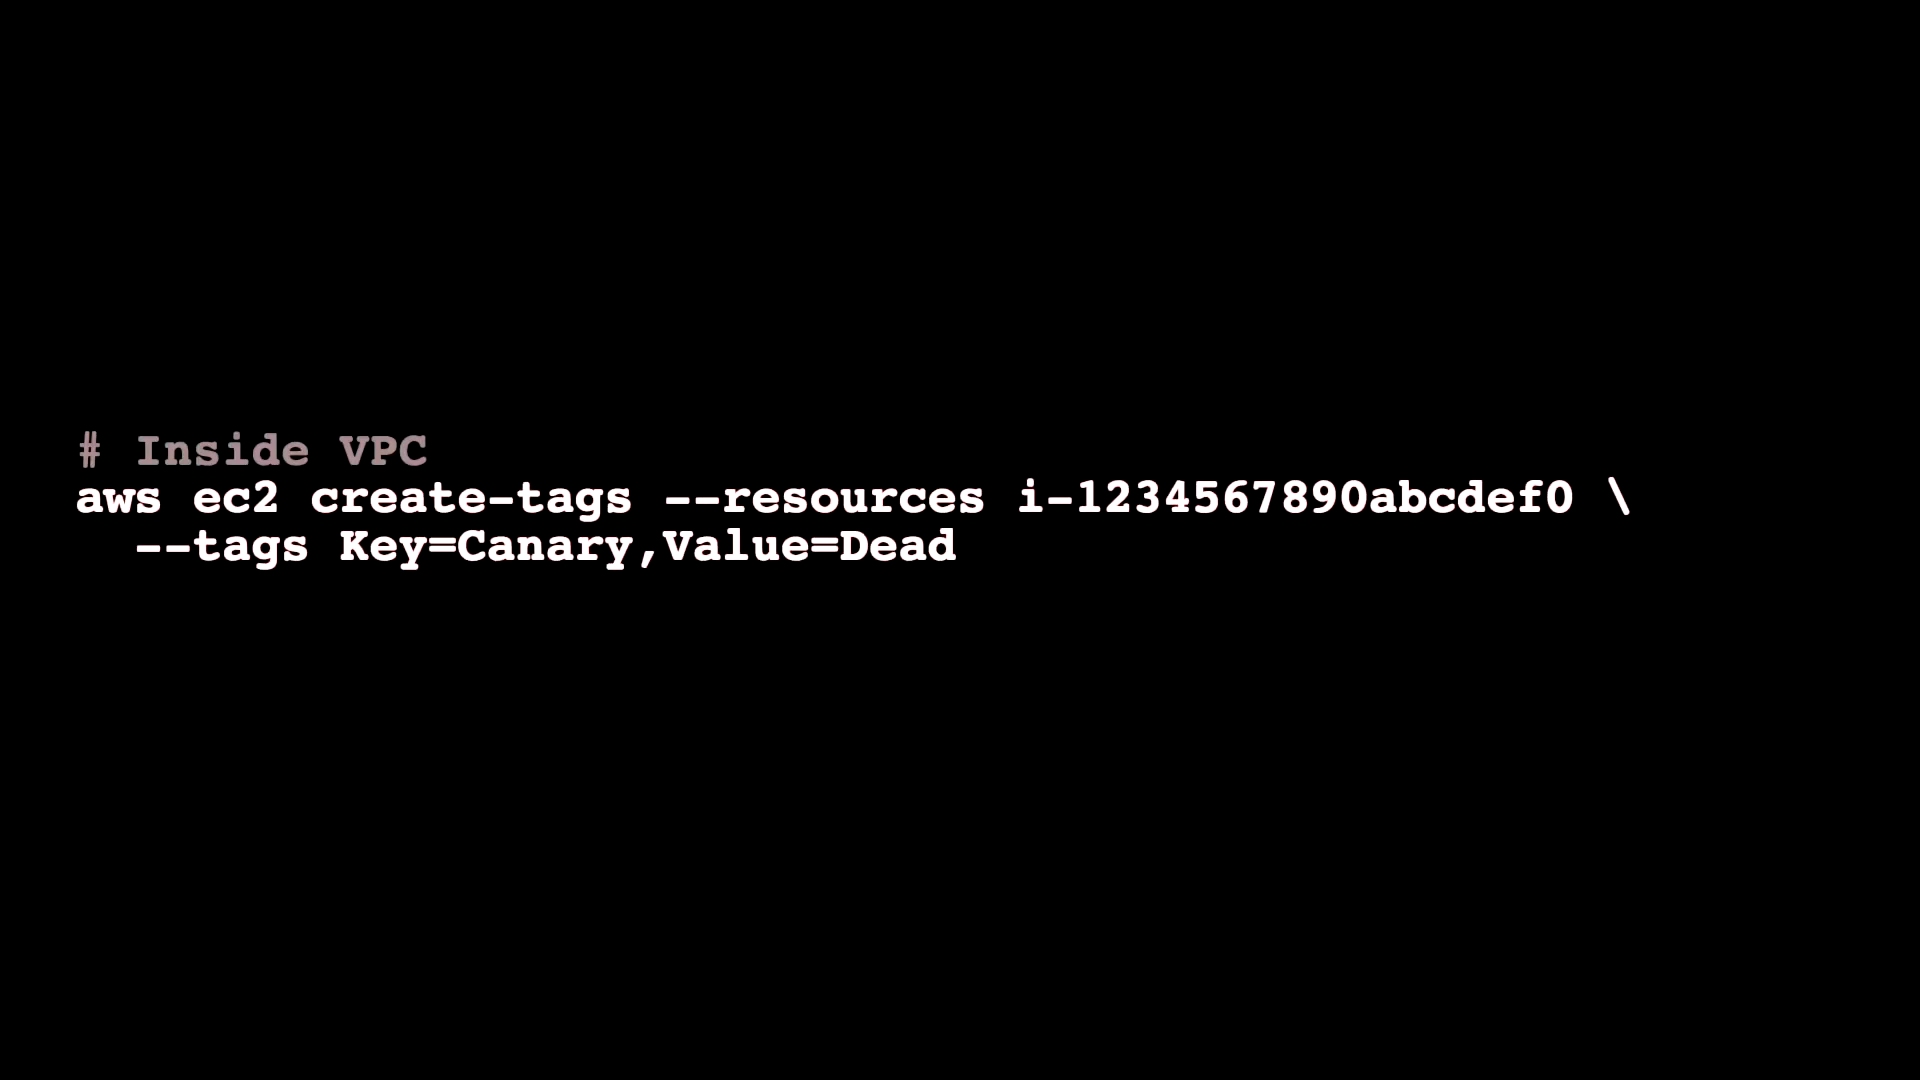 # Inside VPC
aws ec2 create-tags --resources i-1234567890abcdef0 \
  --tags Key=Canary,Value=Dead